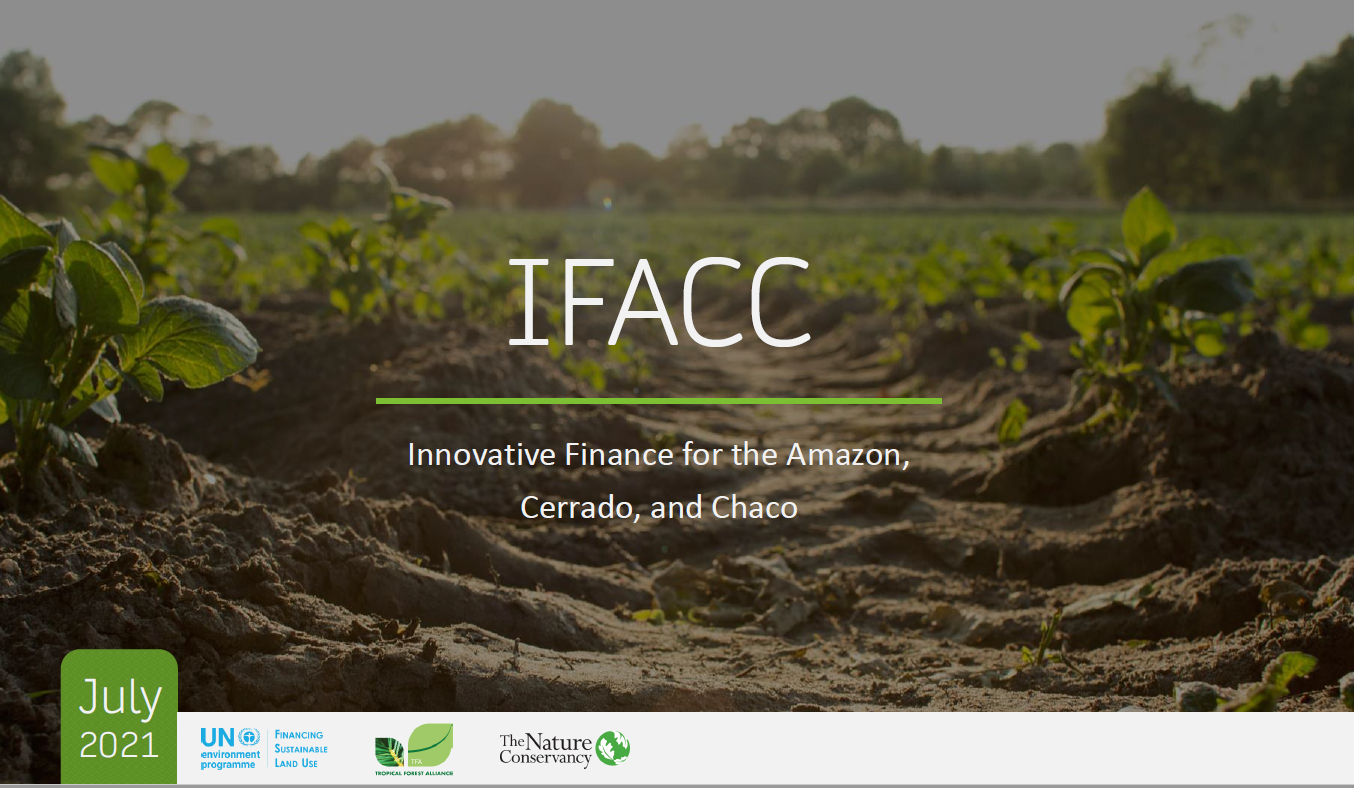 IFACC
Innovative Finance for the Amazon,
Cerrado, and Chaco
July
2021
UN
environment
programme
FINANCING
SUSTAINABLE
LAND USE
TFA
TROPICAL FOREST ALLIANCE
The Nature
Conservancy